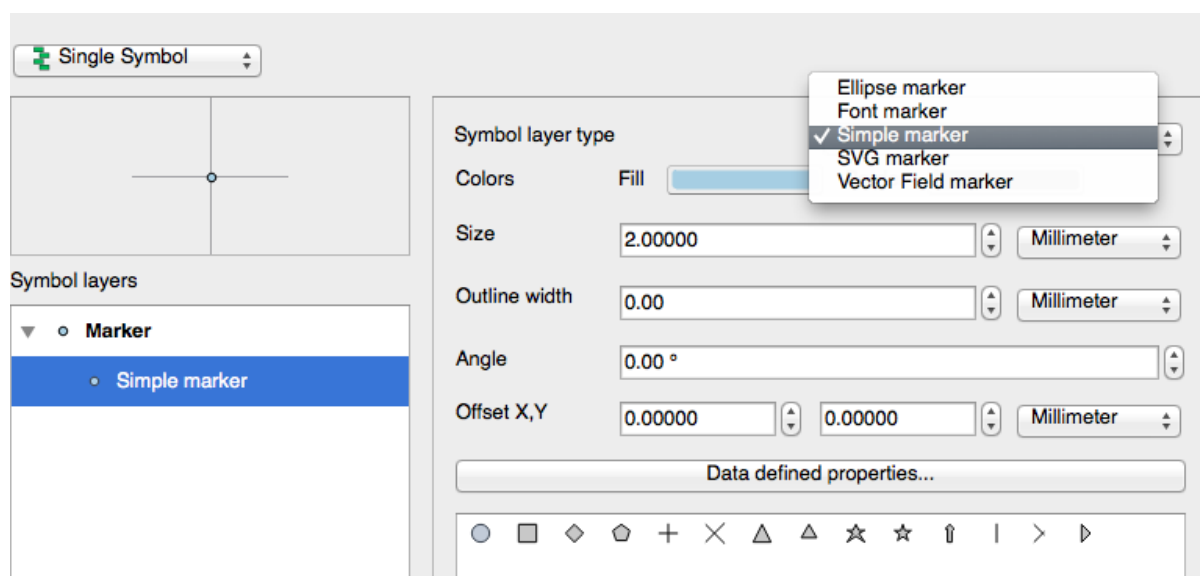 Single Symbol
Symbol layers
Marker
Simple marker
Symbol layer type
Ellipse marker
Font marker
✓ Simple marker
SVG marker
Vector Field marker
Colors Fill
Size 2.00000 Millimeter
Outline width 0.00 Millimeter
Angle 0.00 °
Offset X,Y 0.00000 0.00000 Millimeter
Data defined properties...